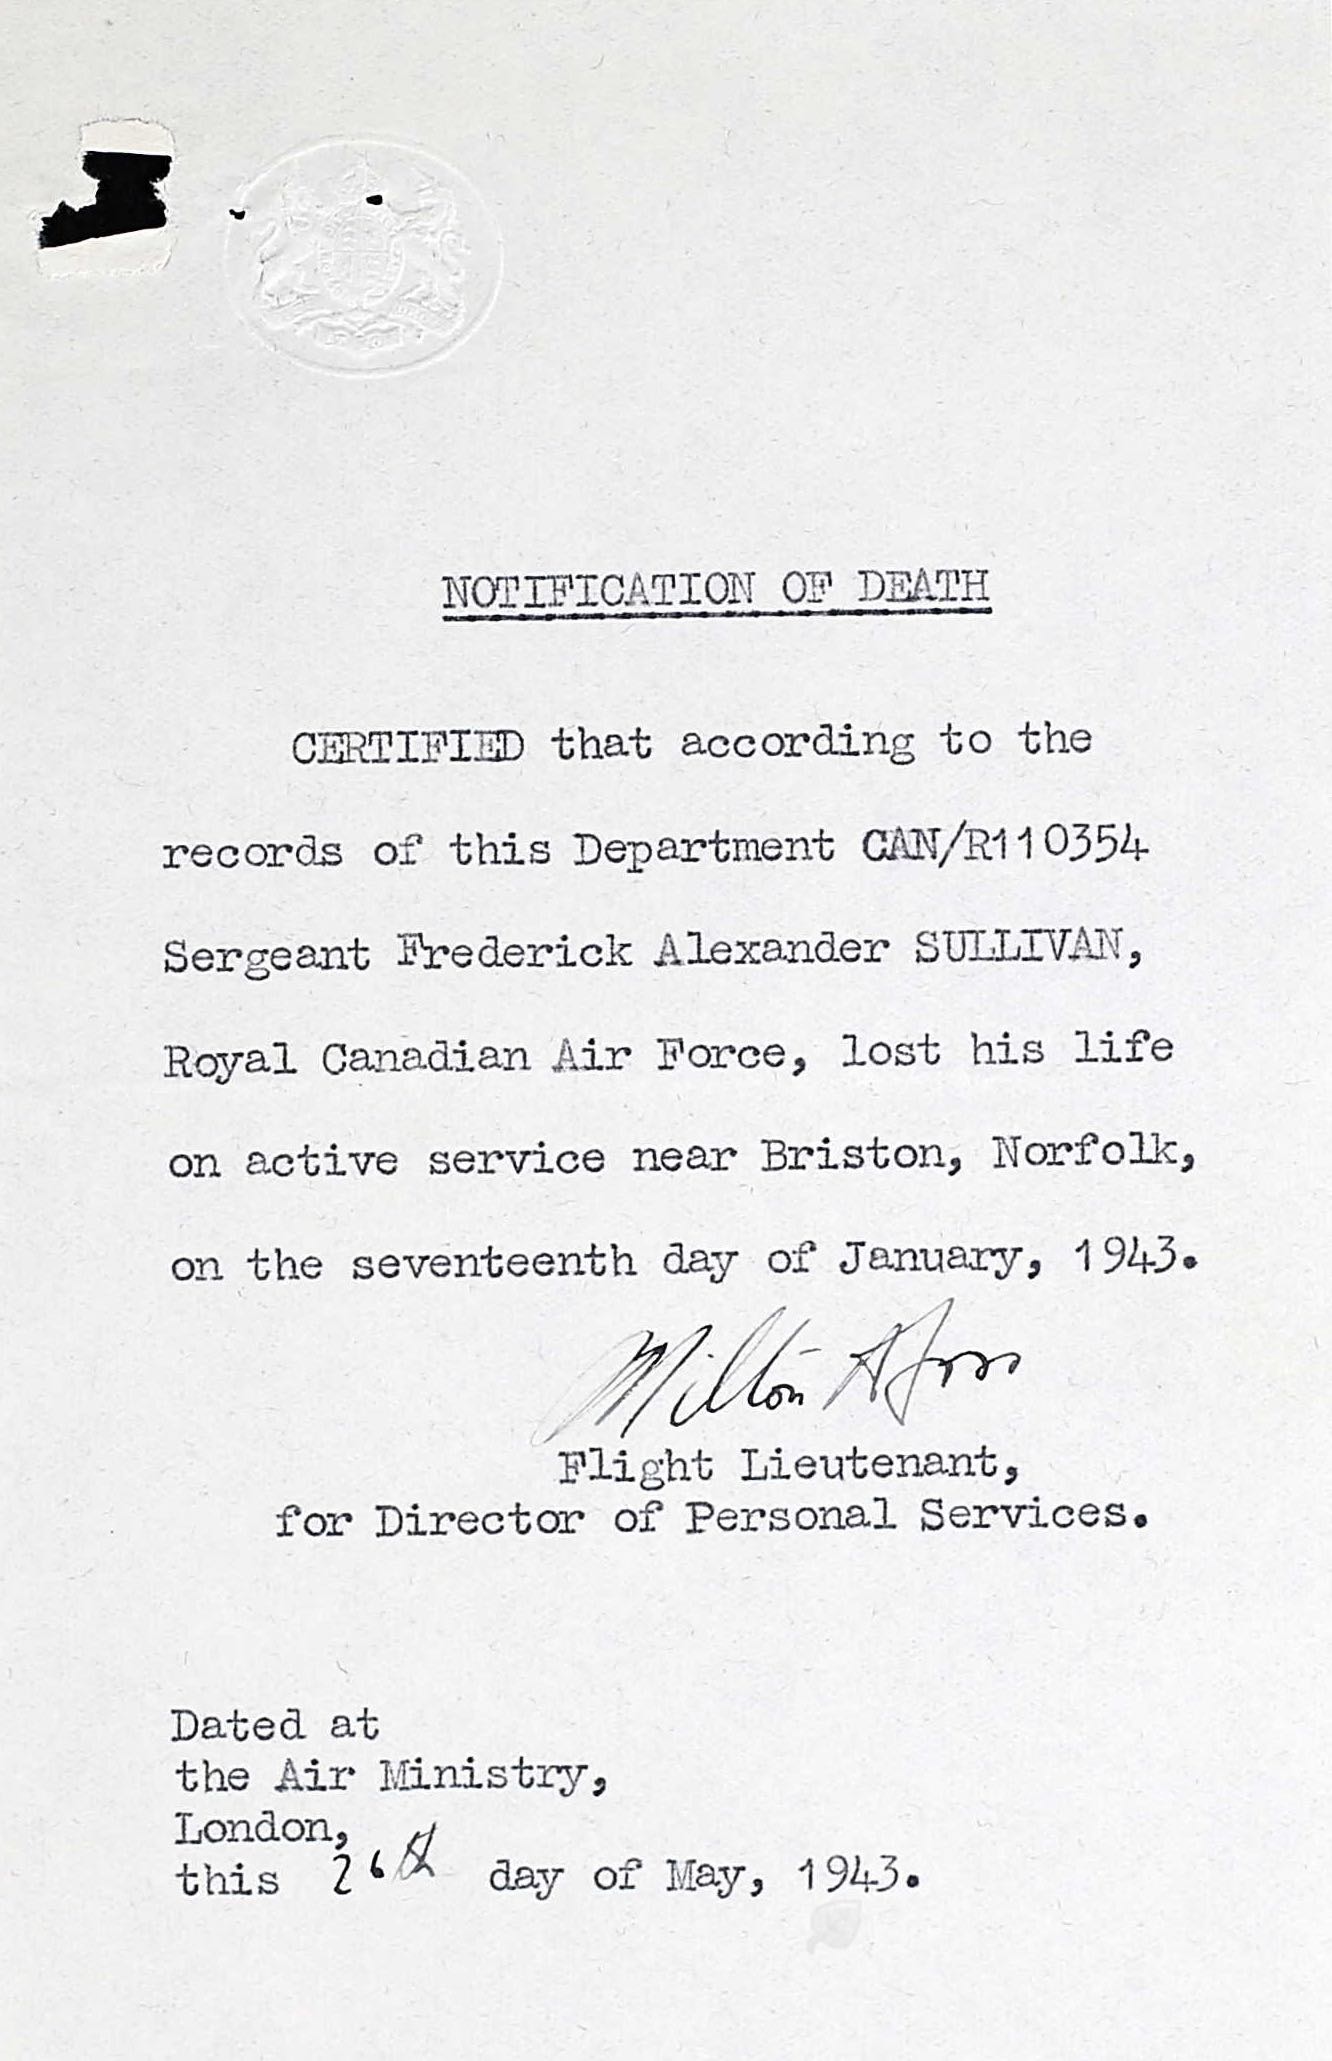 NOTIFICATION OF DEATH
CERTIFIED that according to the
records of this Department CAN/R110354
Sergeant Frederick Alexander SULLIVAN,
Royal Canadian Air Force, lost his life
on active service near Briston, Norfolk,
on the seventeenth day of January, 1943.
Milton A
Flight Lieutenant,
for Director of Personal Services.
Dated at
the Air Ministry,
London,
this 26th day of May, 1943.